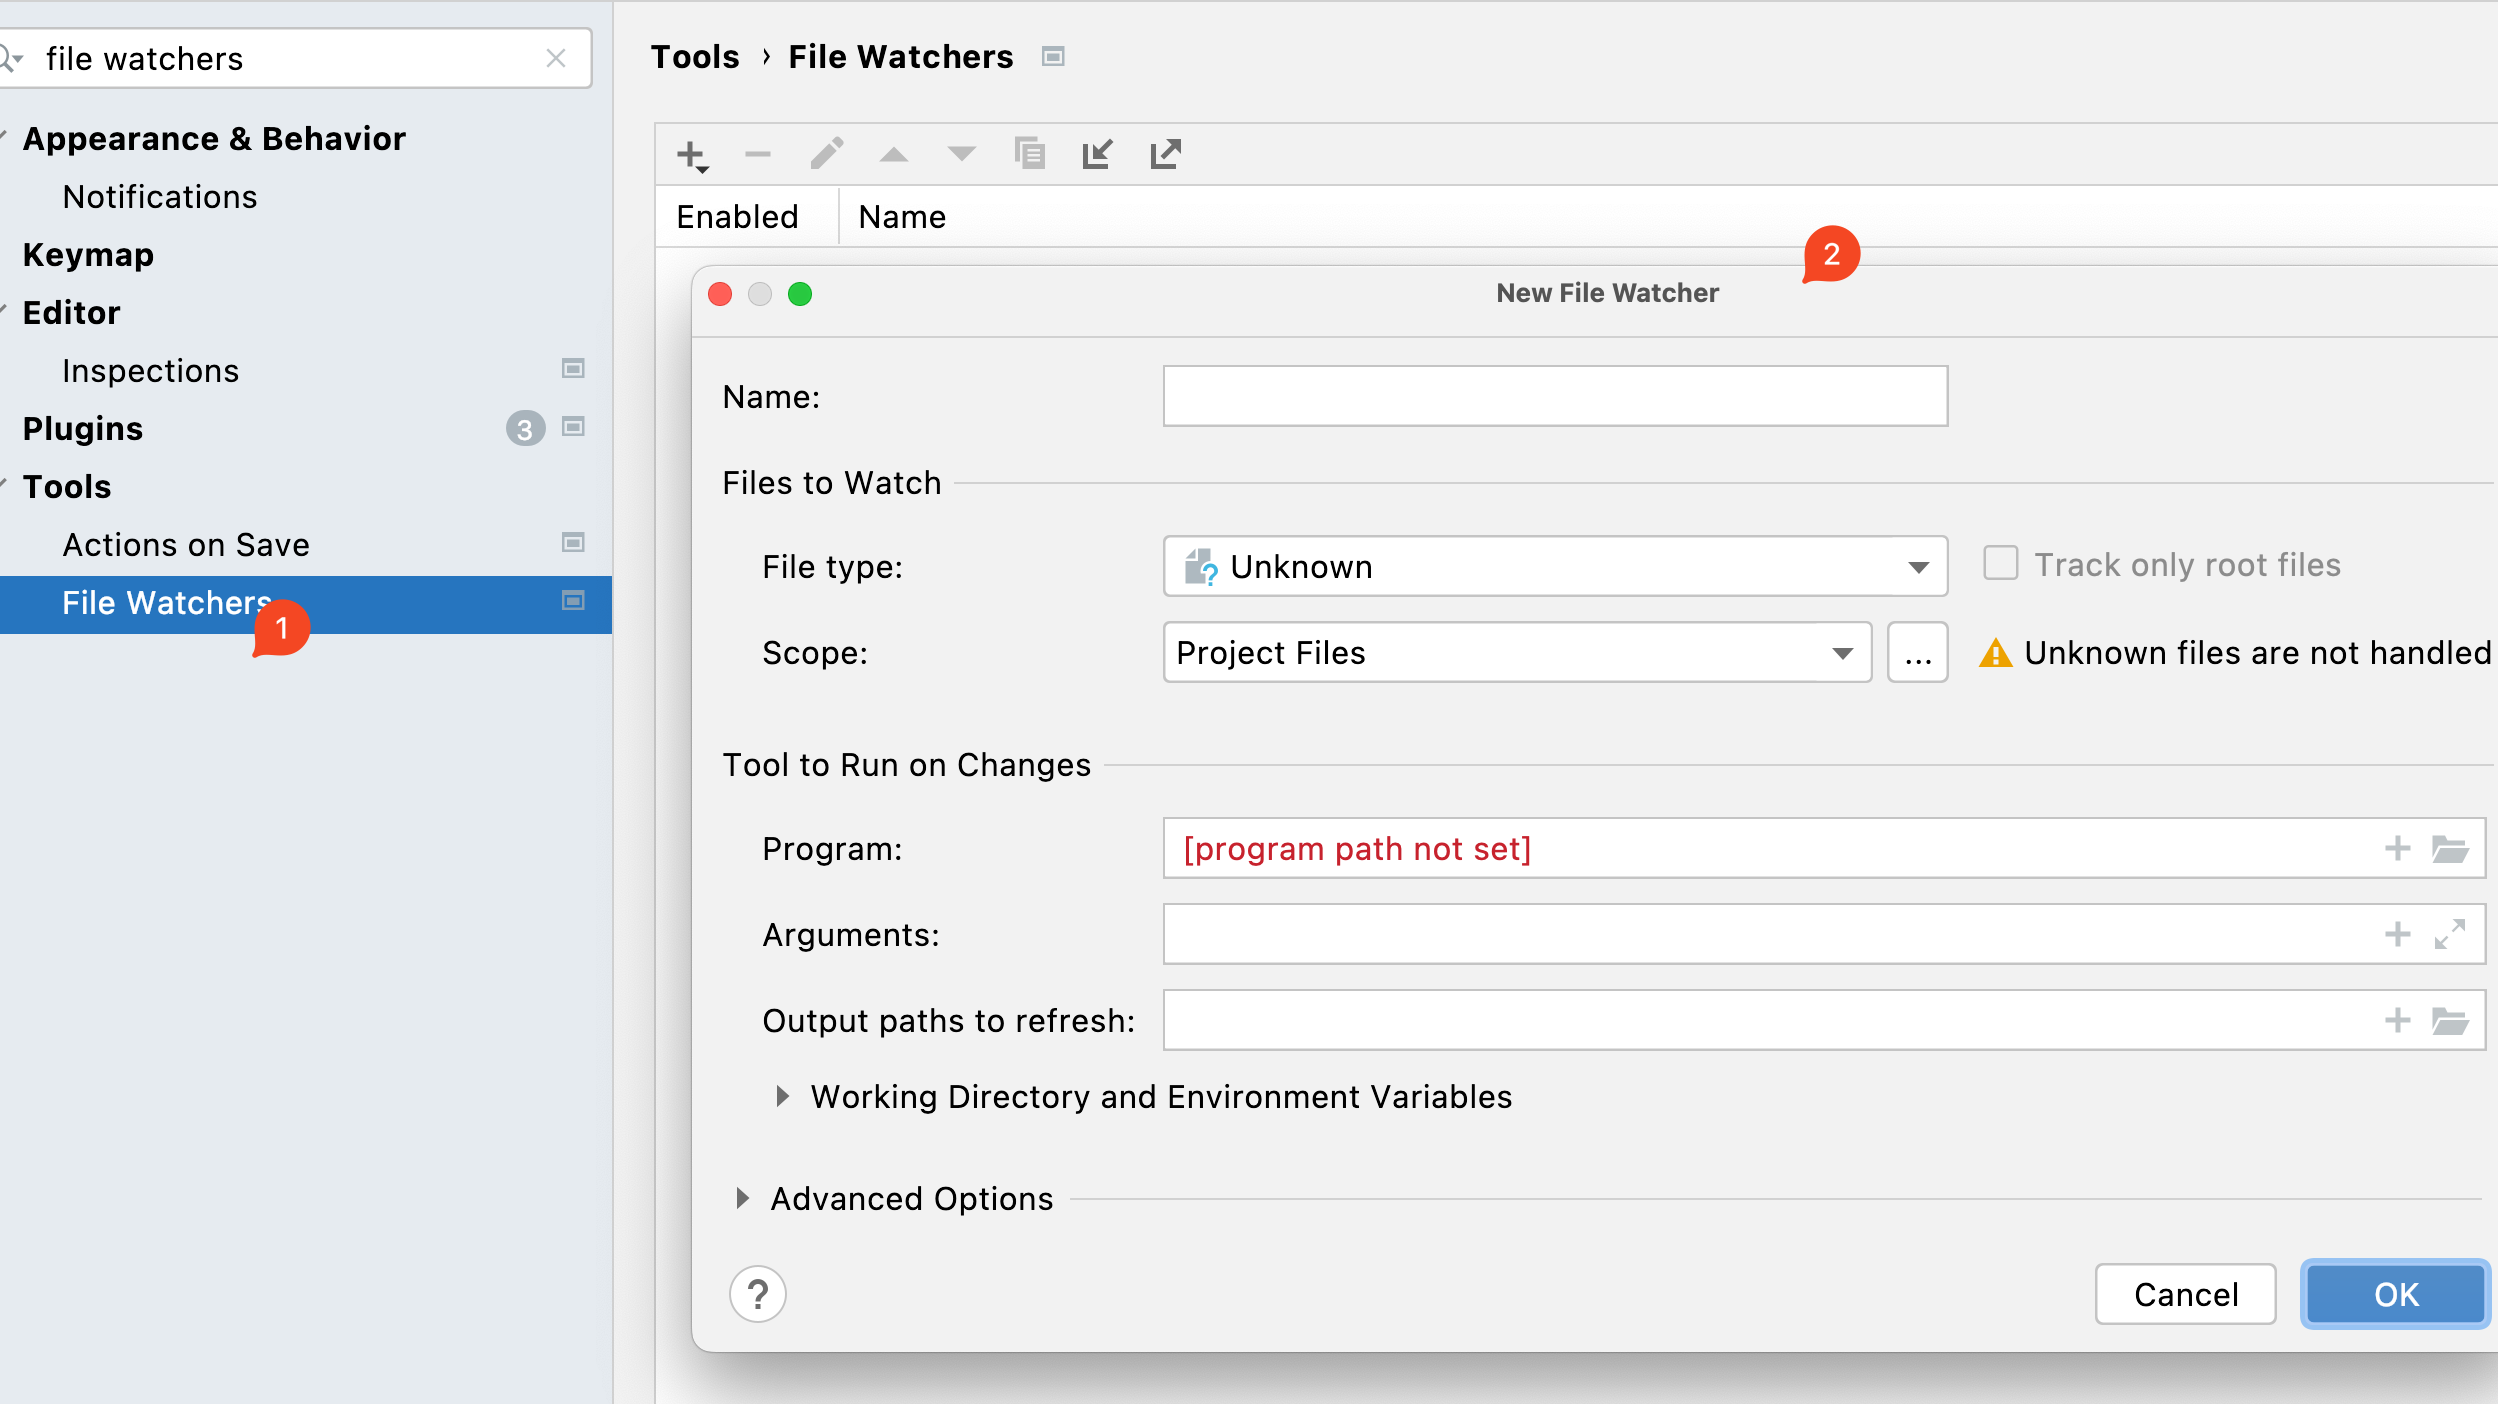 file watchers
Appearance & Behavior
Notifications
Keymap
Editor
Inspections
Plugins 3
Tools
Actions on Save
File Watchers
1
Tools › File Watchers
Enabled Name
2
New File Watcher
Name:
Files to Watch
File type: Unknown Track only root files
Scope: Project Files ... Unknown files are not handled
Tool to Run on Changes
Program: [program path not set]
Arguments:
Output paths to refresh:
Working Directory and Environment Variables
Advanced Options
? Cancel OK